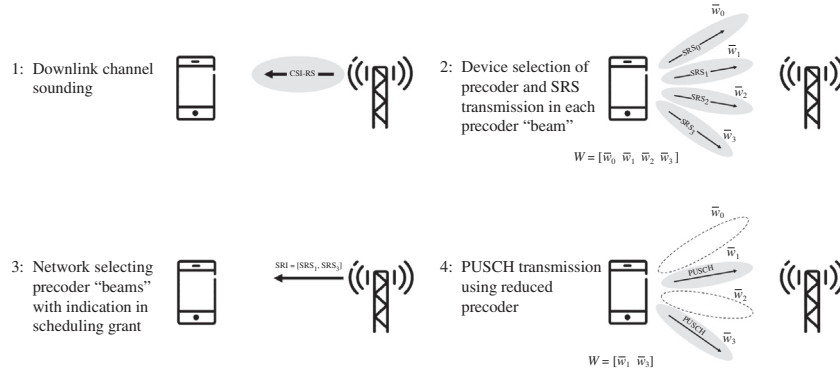 1: Downlink channel
sounding
CSI-RS
2: Device selection of
precoder and SRS
transmission in each
precoder “beam”
SRS₀
w̅₀
SRS₁
w̅₁
SRS₂
w̅₂
SRS₃
w̅₃
W = [w̅₀ w̅₁ w̅₂ w̅₃]
3: Network selecting
precoder “beams”
with indication in
scheduling grant
SRI = {SRS₁, SRS₃}
4: PUSCH transmission
using reduced
precoder
w̅₀
w̅₁
PUSCH
w̅₂
PUSCH
w̅₃
W = [w̅₁ w̅₃]